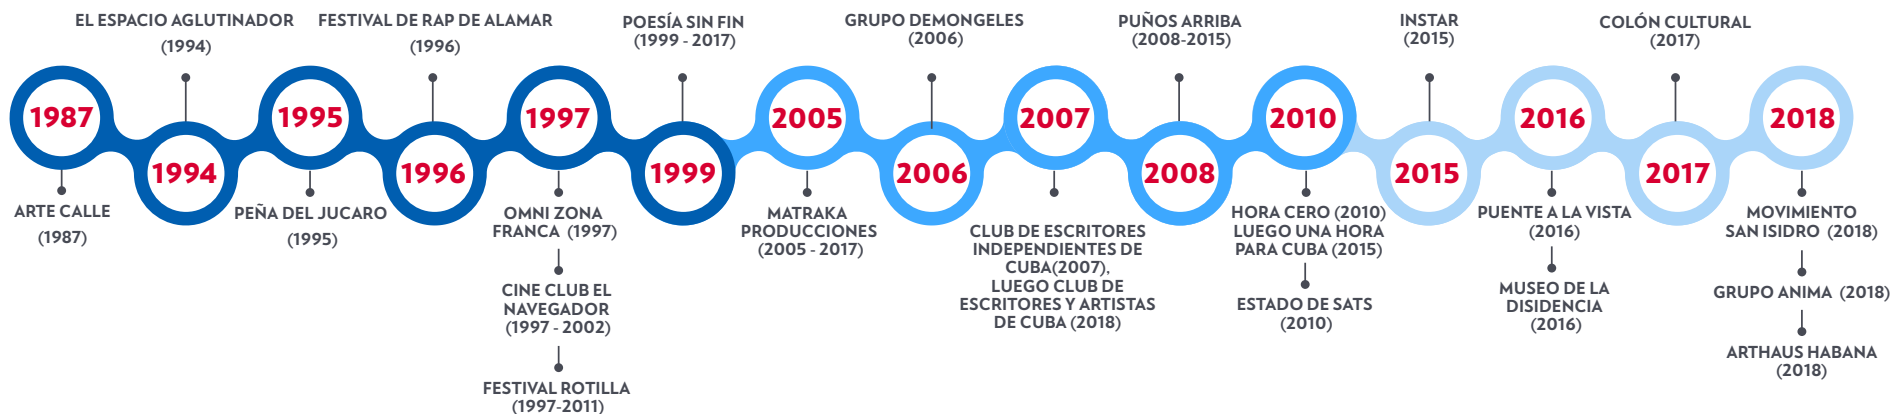 EL ESPACIO AGLUTINADOR
(1994)
FESTIVAL DE RAP DE ALAMAR
(1996)
POESÍA SIN FIN
(1999 - 2017)
GRUPO DEMONGELES
(2006)
PUÑOS ARRIBA
(2008-2015)
INSTAR
(2015)
COLÓN CULTURAL
(2017)
1987
1994
1995
1996
1997
1999
2005
2006
2007
2008
2010
2015
2016
2017
2018
ARTE CALLE
(1987)
PEÑA DEL JUCARO
(1995)
OMNI ZONA
FRANCA (1997)
CINE CLUB EL
NAVEGADOR
(1997 - 2002)
FESTIVAL ROTILLA
(1997-2011)
MATRAKA
PRODUCCIONES
(2005 - 2017)
CLUB DE ESCRITORES
INDEPENDIENTES DE
CUBA(2007),
LUEGO CLUB DE
ESCRITORES Y ARTISTAS
DE CUBA (2018)
HORA CERO (2010)
LUEGO UNA HORA
PARA CUBA (2015)
ESTADO DE SATS
(2010)
PUENTE A LA VISTA
(2016)
MUSEO DE LA
DISIDENCIA
(2016)
MOVIMIENTO
SAN ISIDRO (2018)
GRUPO ANIMA (2018)
ARTHAUS HABANA
(2018)